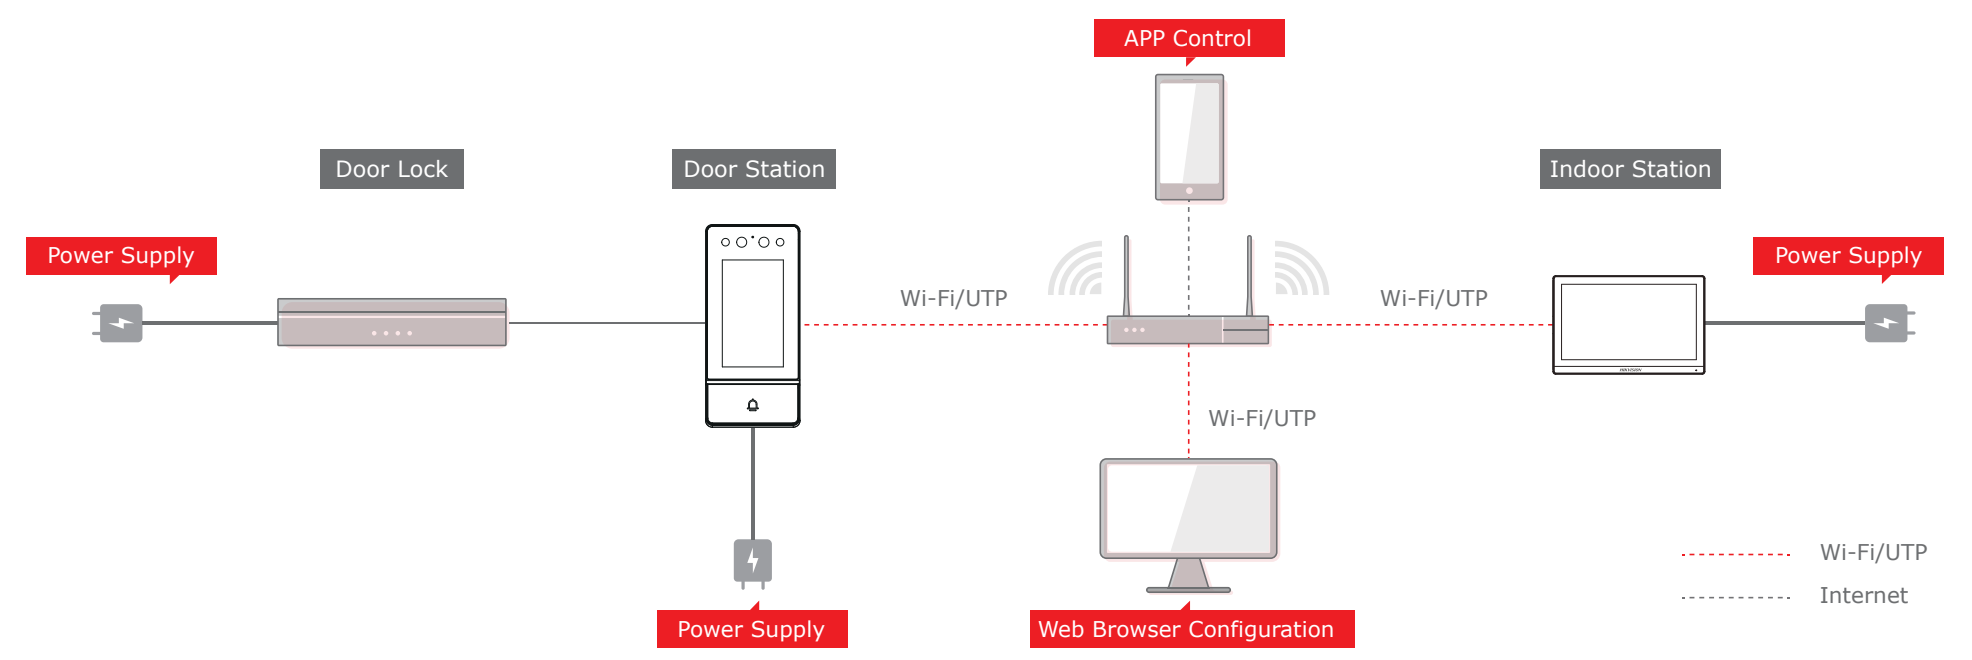 APP Control
Door Lock
Door Station
Indoor Station
Power Supply
Power Supply
Wi-Fi/UTP
Wi-Fi/UTP
HIKVISION
Wi-Fi/UTP
Wi-Fi/UTP
Internet
Power Supply
Web Browser Configuration